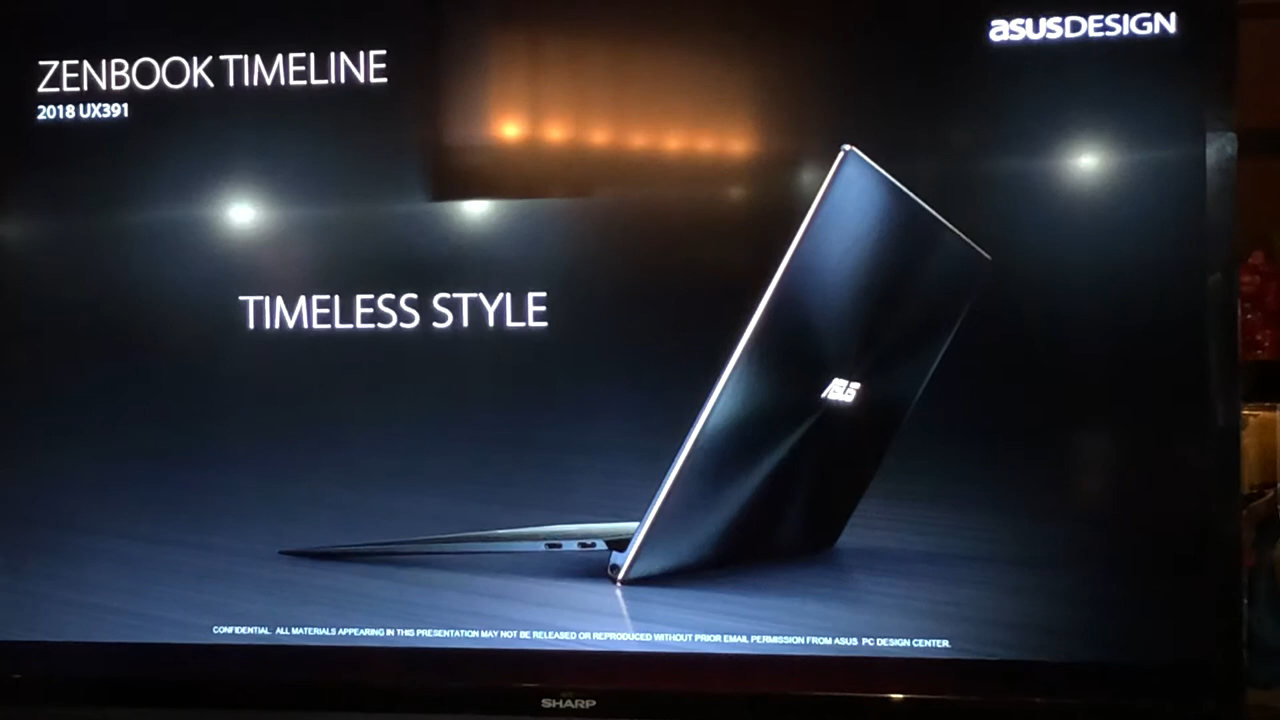 ZENBOOK TIMELINE
asusDESIGN
2018 UX391
TIMELESS STYLE
ASUS
CONFIDENTIAL: ALL MATERIALS APPEARING IN THIS PRESENTATION MAY NOT BE RELEASED OR REPRODUCED WITHOUT PRIOR EMAIL PERMISSION FROM ASUS PC DESIGN CENTER.
SHARP